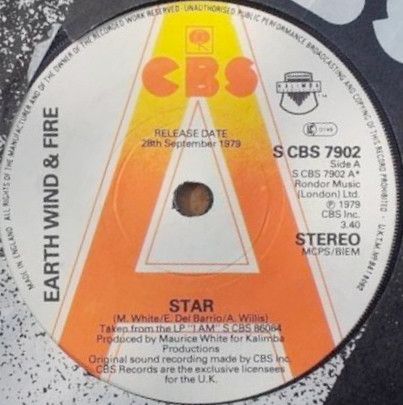 ALL RIGHTS OF THE MANUFACTURER AND OF THE OWNER OF THE RECORDED WORK RESERVED · UNAUTHORISED PUBLIC PERFORMANCE BROADCASTING AND COPYING OF THIS RECORD PROHIBITED
MADE IN ENGLAND
CBS
KALIMBA
RELEASE DATE
28th September 1979
EARTH WIND & FIRE
S CBS 7902
Side A
S CBS 7902 A*
Rondor Music
(London) Ltd.
℗ 1979
CBS Inc.
3.40
STEREO
MCPS/BIEM
STAR
(M. White/E. Del Barrio/A. Willis)
Taken from the LP "I AM" S CBS 86084
Produced by Maurice White for Kalimba
Productions
Original sound recording made by CBS Inc.
CBS Records are the exclusive licensees
for the U.K.